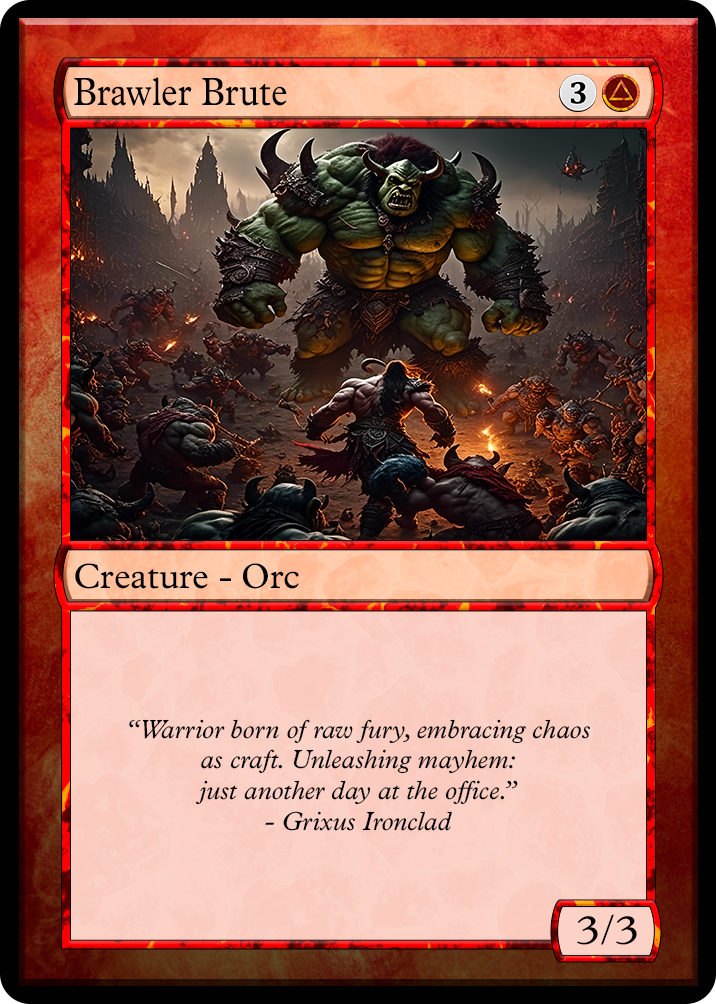 Brawler Brute 3
Creature - Orc
“Warrior born of raw fury, embracing chaos
as craft. Unleashing mayhem:
just another day at the office.”
- Grixus Ironclad
3/3